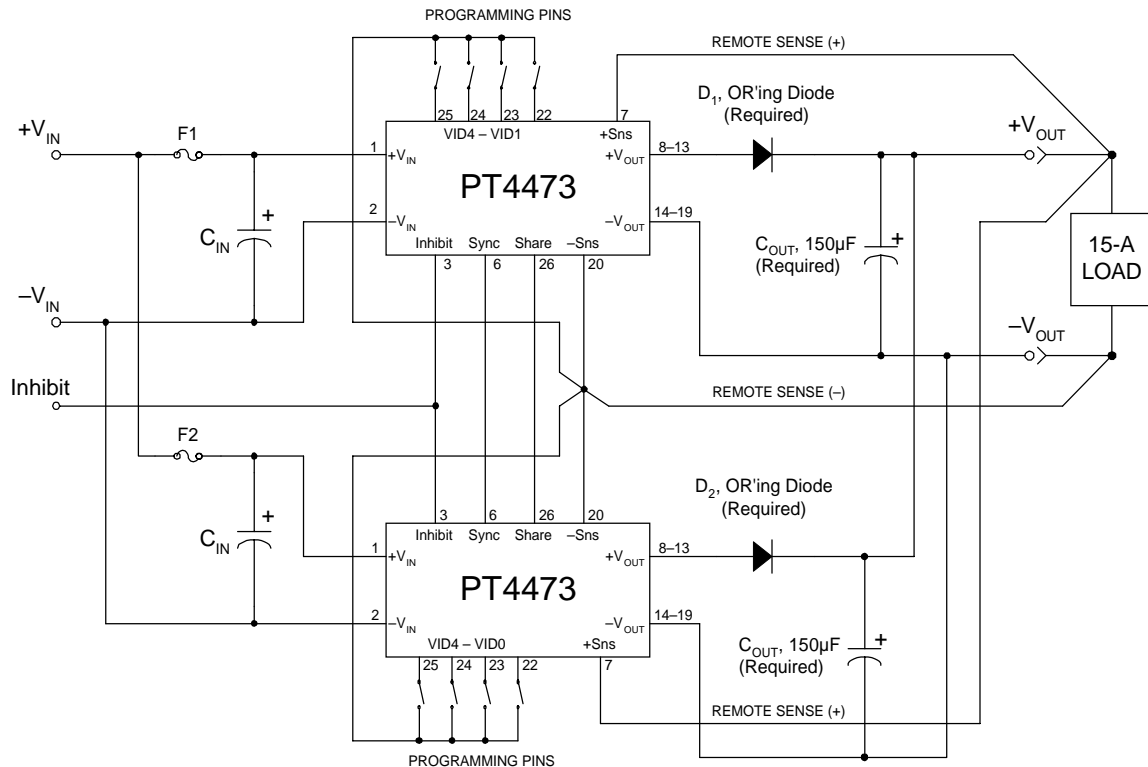 PROGRAMMING PINS
REMOTE SENSE (+)
D1, OR'ing Diode
(Required)
25 24 23 22
7
VID4 – VID1
+Sns
+VIN
F1
1
+VIN
+VOUT
8–13
+VOUT
PT4473
2
–VIN
–VOUT
14–19
CIN
+
Inhibit Sync Share –Sns
3 6 26 20
COUT, 150µF
(Required)
+
15-A
LOAD
–VIN
–VOUT
Inhibit
REMOTE SENSE (–)
F2
D2, OR'ing Diode
(Required)
CIN
+
3 6 26 20
Inhibit Sync Share –Sns
1
+VIN
+VOUT
8–13
PT4473
2
–VIN
–VOUT
14–19
VID4 – VID0
+Sns
25 24 23 22
7
COUT, 150µF
(Required)
+
REMOTE SENSE (+)
PROGRAMMING PINS